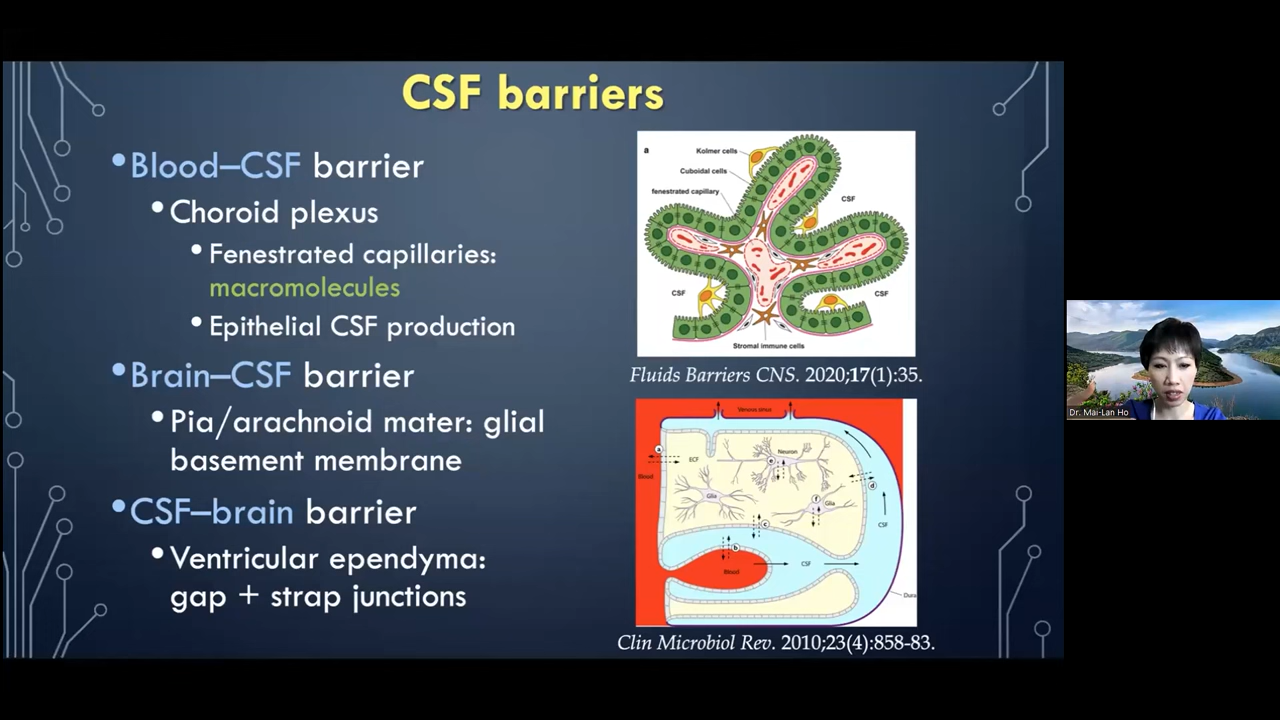 CSF barriers
•Blood–CSF barrier
•Choroid plexus
•Fenestrated capillaries:
macromolecules
•Epithelial CSF production
•Brain–CSF barrier
•Pia/arachnoid mater: glial
basement membrane
•CSF–brain barrier
•Ventricular ependyma:
gap + strap junctions
a
Kolmer cells
Cuboidal cells
fenestrated capillary
CSF
CSF
CSF
Stromal immune cells
Fluids Barriers CNS. 2020;17(1):35.
Venous sinus
a
ECF
Neuron
e
Blood
Glia
f
Glia
d
c
CSF
b
Blood
CSF
Dura
Clin Microbiol Rev. 2010;23(4):858-83.
Dr. Mai-Lan Ho